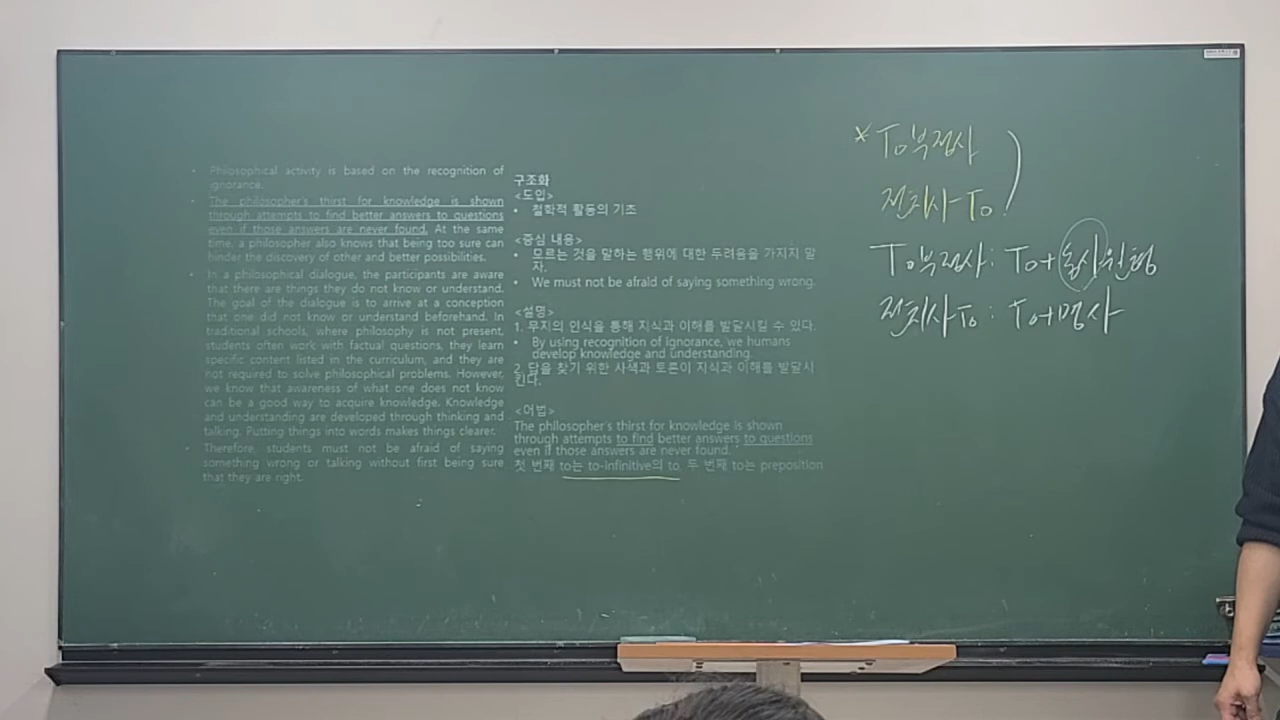 • Philosophical activity is based on the recognition of
ignorance.
• The philosopher's thirst for knowledge is shown
through attempts to find better answers to questions
even if those answers are never found. At the same
time, a philosopher also knows that being too sure can
hinder the discovery of other and better possibilities.
• In a philosophical dialogue, the participants are aware
that there are things they do not know or understand.
The goal of the dialogue is to arrive at a conception
that one did not know or understand beforehand. In
traditional schools, where philosophy is not present,
students often work with factual questions, they learn
specific content listed in the curriculum, and they are
not required to solve philosophical problems. However,
we know that awareness of what one does not know
can be a good way to acquire knowledge. Knowledge
and understanding are developed through thinking and
talking. Putting things into words makes things clearer.
• Therefore, students must not be afraid of saying
something wrong or talking without first being sure
that they are right.
구조화
<도입>
• 철학적 활동의 기초
<중심 내용>
• 모르는 것을 말하는 행위에 대한 두려움을 가지지 말
자.
• We must not be afraid of saying something wrong.
<설명>
1. 무지의 인식을 통해 지식과 이해를 발달시킬 수 있다.
• By using recognition of ignorance, we humans
develop knowledge and understanding.
2. 답을 찾기 위한 사색과 토론이 지식과 이해를 발달시
킨다.
<어법>
The philosopher's thirst for knowledge is shown
through attempts to find better answers to questions
even if those answers are never found.
첫 번째 to는 to-infinitive의 to, 두 번째 to는 preposition
* To부정사
전치사 To
To부정사: To+동사원형
전치사 To: To+명사